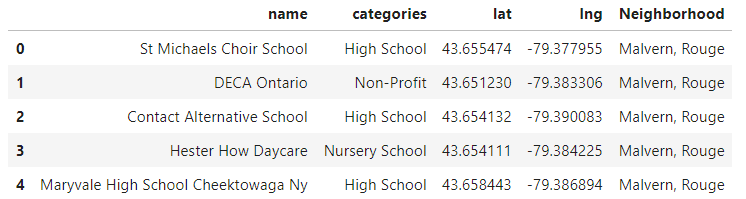 name categories lat lng Neighborhood
0 St Michaels Choir School High School 43.655474 -79.377955 Malvern, Rouge
1 DECA Ontario Non-Profit 43.651230 -79.383306 Malvern, Rouge
2 Contact Alternative School High School 43.654132 -79.390083 Malvern, Rouge
3 Hester How Daycare Nursery School 43.654111 -79.384225 Malvern, Rouge
4 Maryvale High School Cheektowaga Ny High School 43.658443 -79.386894 Malvern, Rouge